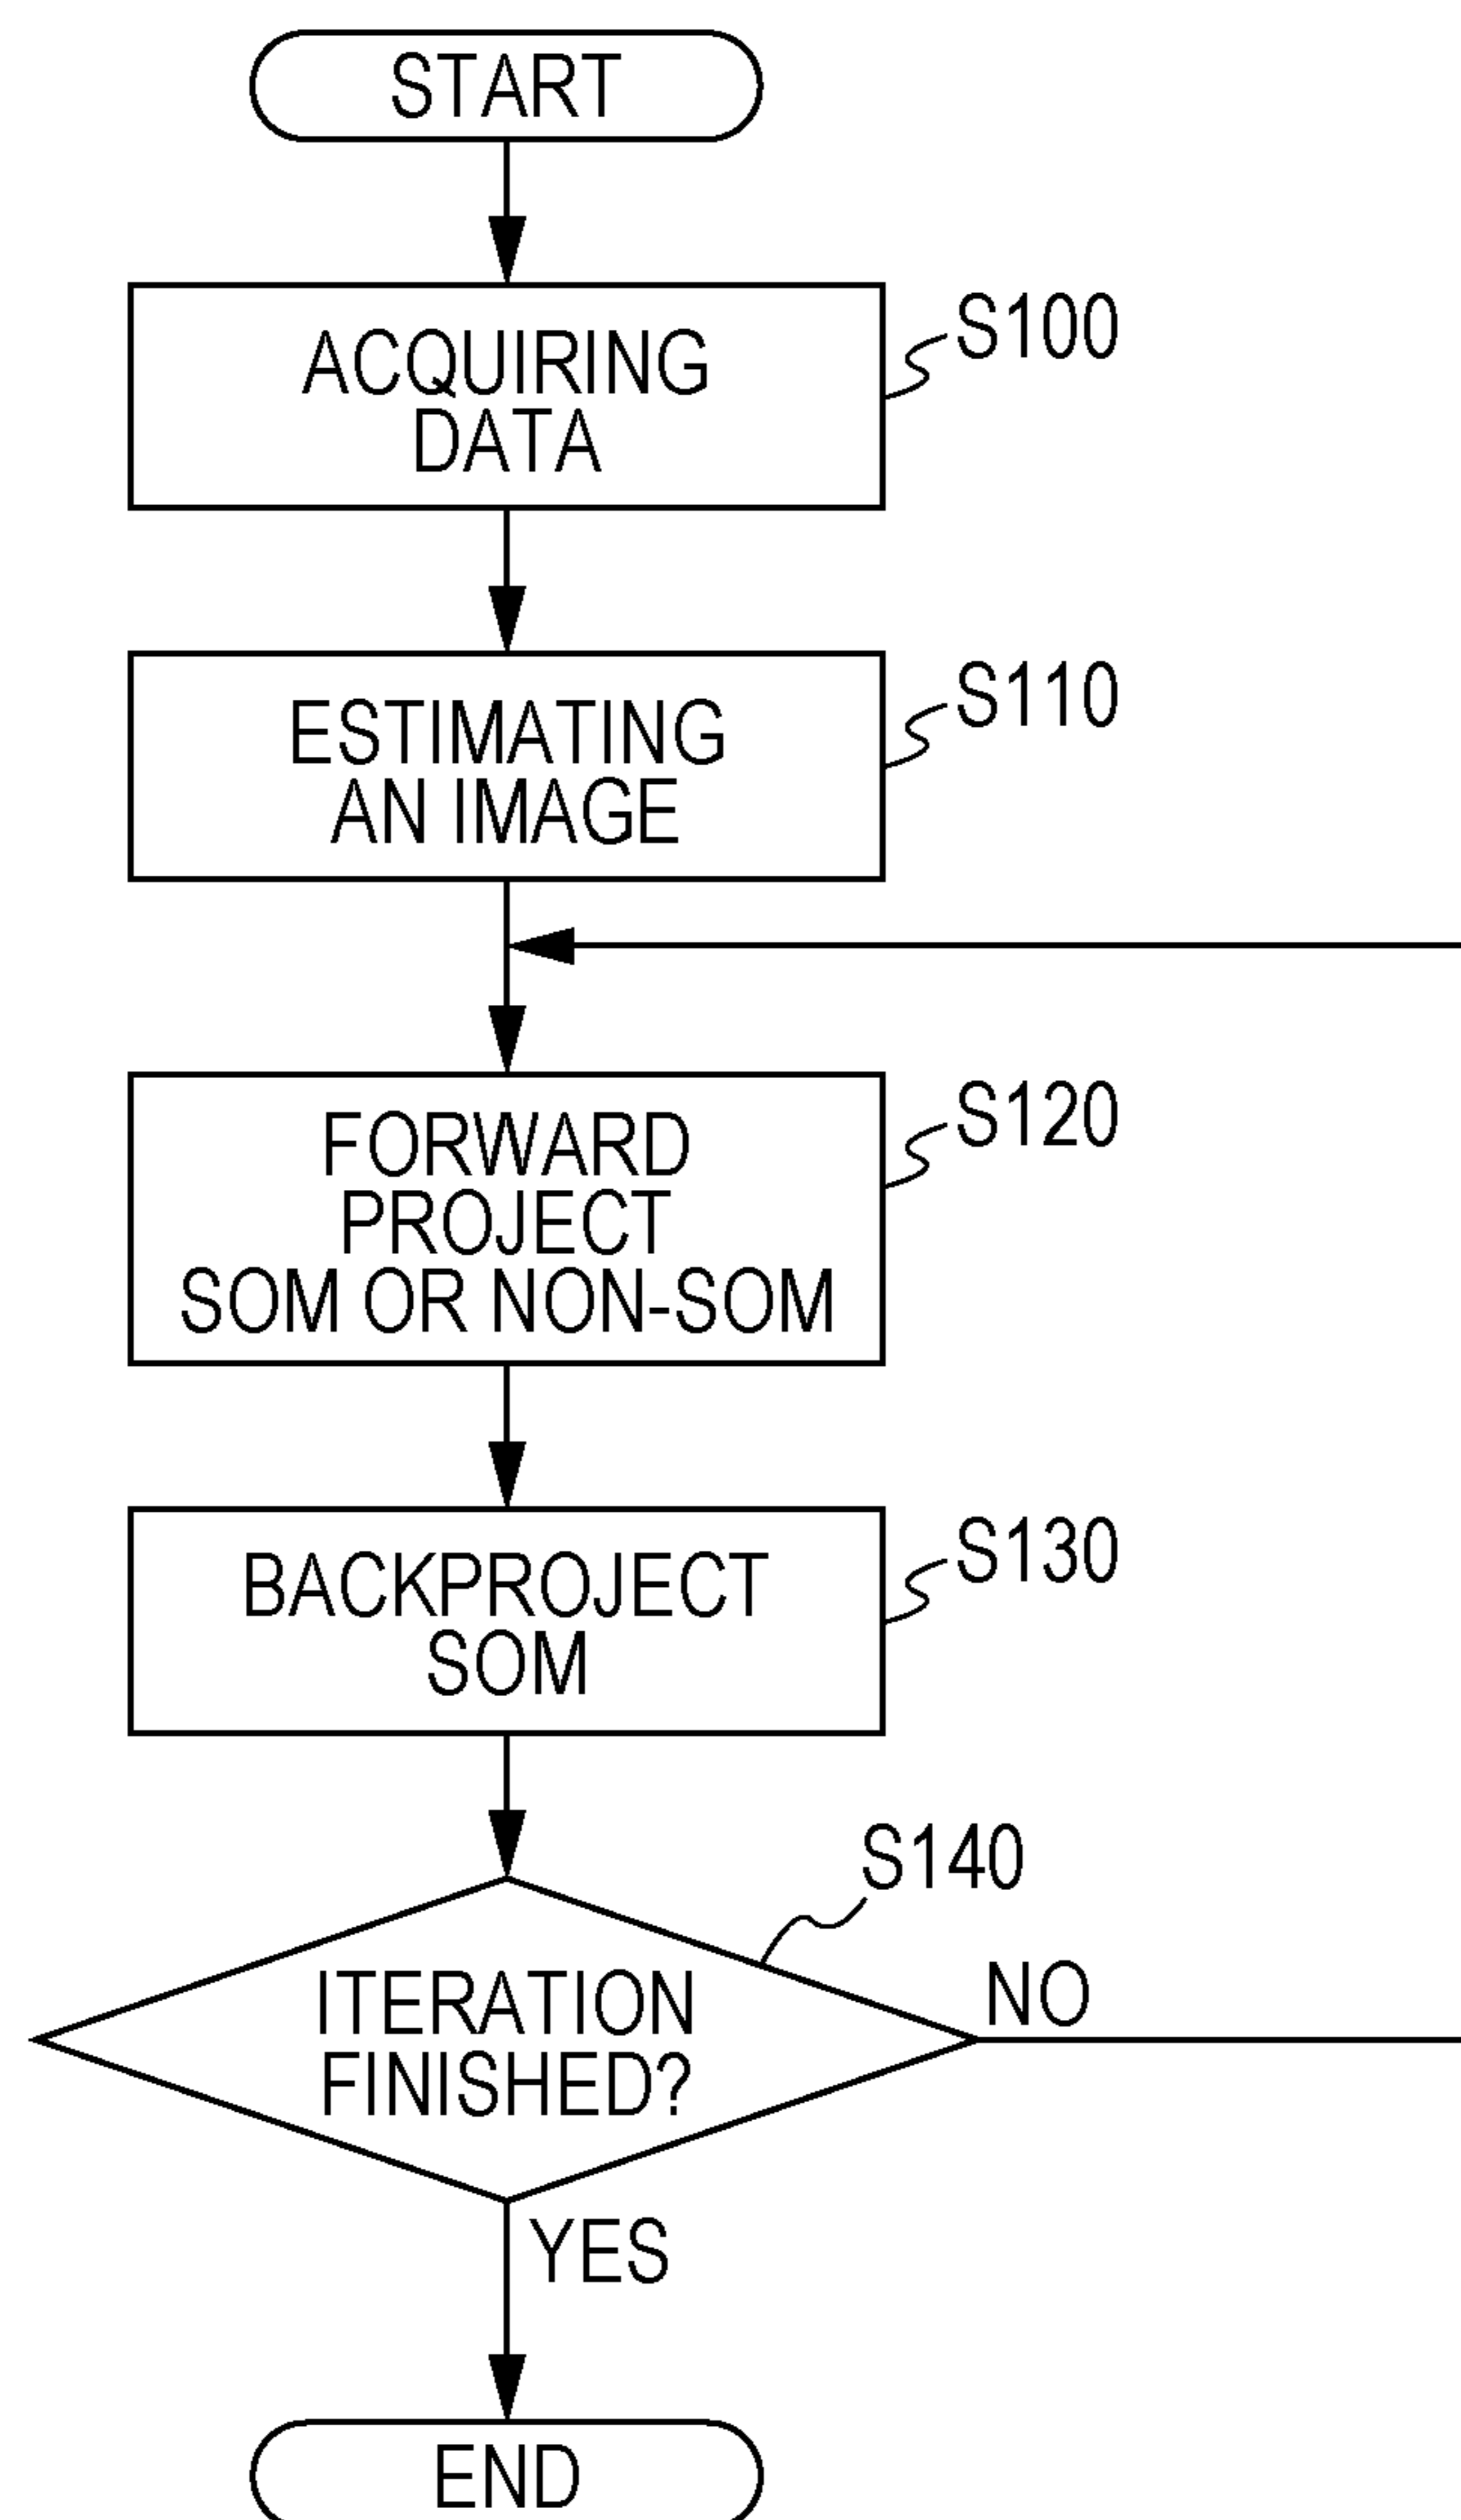 START
ACQUIRING
DATA
S100
ESTIMATING
AN IMAGE
S110
FORWARD
PROJECT
SOM OR NON-SOM
S120
BACKPROJECT
SOM
S130
S140
ITERATION
FINISHED?
NO
YES
END